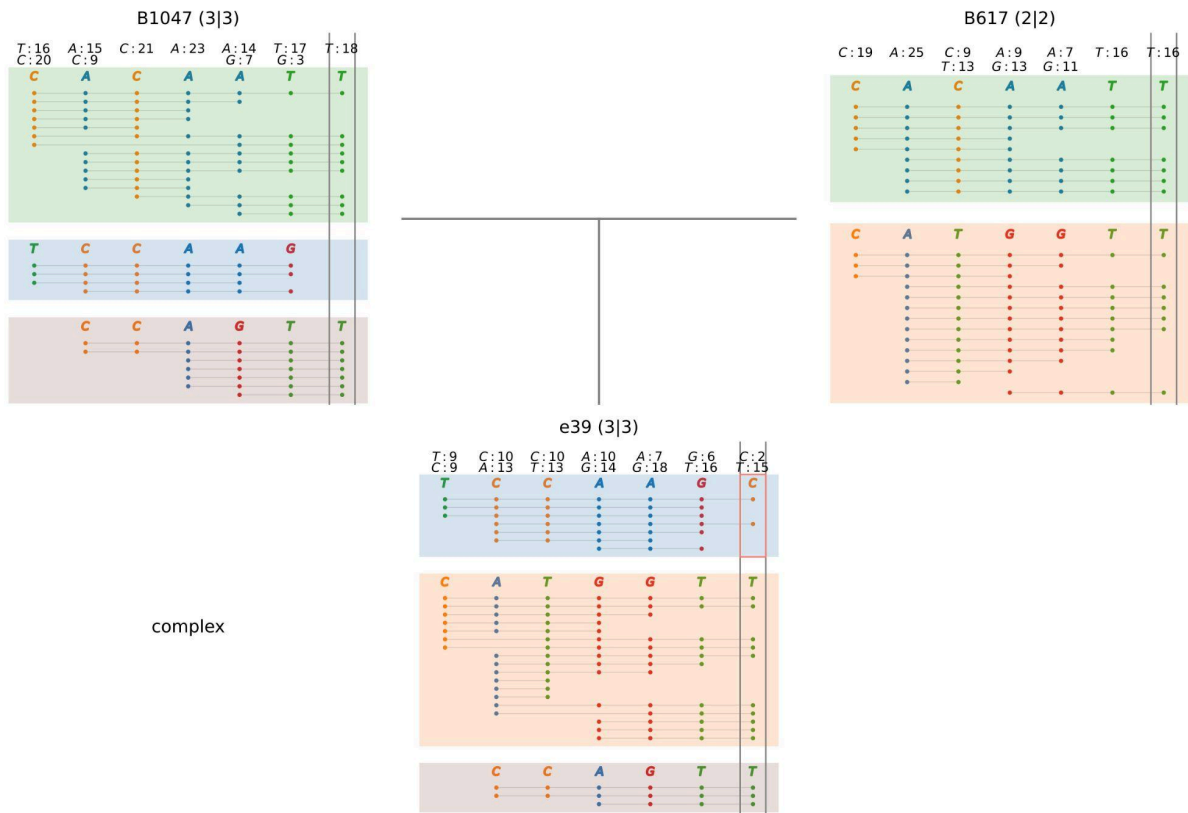 B1047 (3|3)
T:16 A:15 C:21 A:23 A:14 T:17 T:18
C:20 C:9 G:7 G:3
C A C A A T T
T C C A A G
C C A G T T
B617 (2|2)
C:19 A:25 C:9 A:9 A:7 T:16 T:16
T:13 G:13 G:11
C A C A A T T
C A T G G T T
e39 (3|3)
T:9 C:10 C:10 A:10 A:7 G:6 C:2
C:9 A:13 T:13 G:14 G:18 T:16 T:15
T C C A A G C
C A T G G T T
C C A G T T
complex